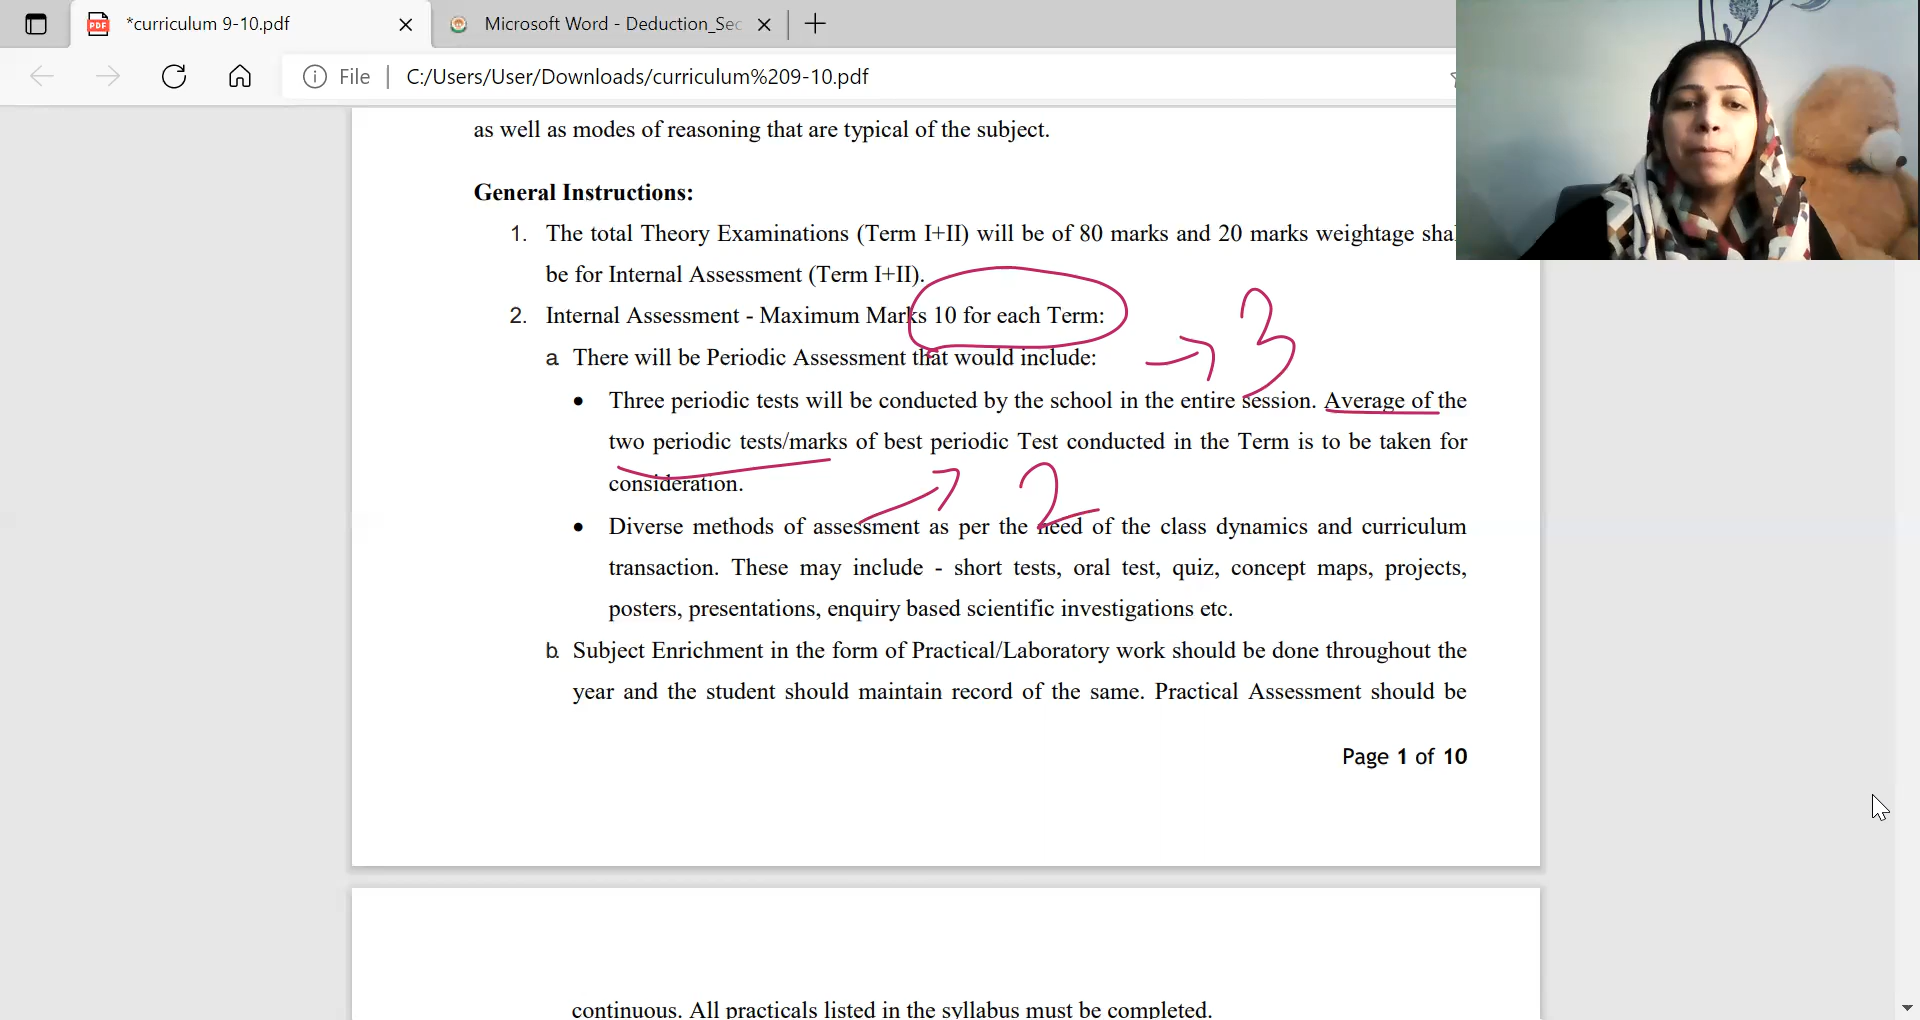 *curriculum 9-10.pdf
Microsoft Word - Deduction_Sec
File
C:/Users/User/Downloads/curriculum%209-10.pdf
as well as modes of reasoning that are typical of the subject.
General Instructions:
1. The total Theory Examinations (Term I+II) will be of 80 marks and 20 marks weightage shal
be for Internal Assessment (Term I+II).
2. Internal Assessment - Maximum Marks 10 for each Term:
3
a There will be Periodic Assessment that would include:
• Three periodic tests will be conducted by the school in the entire session. Average of the
two periodic tests/marks of best periodic Test conducted in the Term is to be taken for
consideration.
2
• Diverse methods of assessment as per the need of the class dynamics and curriculum
transaction. These may include - short tests, oral test, quiz, concept maps, projects,
posters, presentations, enquiry based scientific investigations etc.
b Subject Enrichment in the form of Practical/Laboratory work should be done throughout the
year and the student should maintain record of the same. Practical Assessment should be
Page 1 of 10
continuous. All practicals listed in the syllabus must be completed.